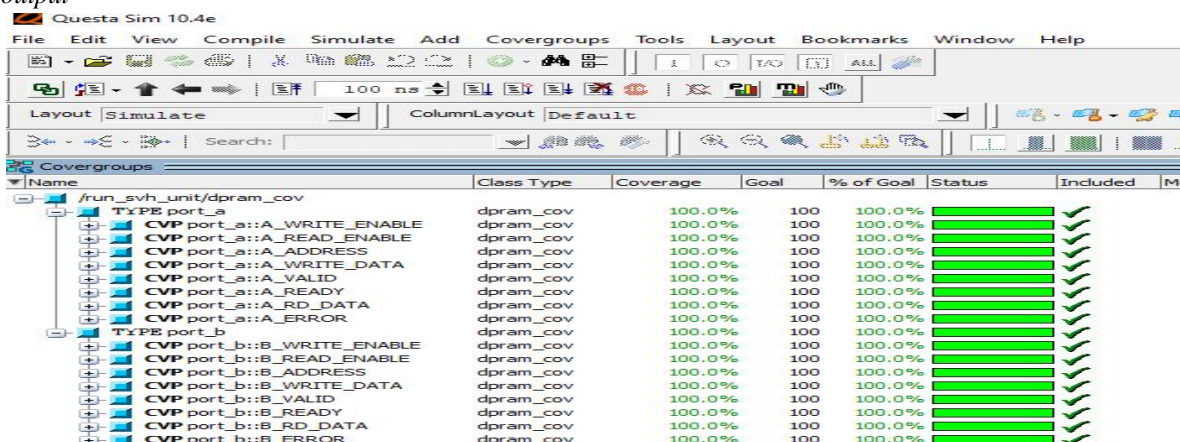 output
Questa Sim 10.4e
File Edit View Compile Simulate Add Covergroups Tools Layout Bookmarks Window Help
100 ns ALL
Layout Simulate ColumnLayout Default
Search:
Covergroups
Name Class Type Coverage Goal % of Goal Status Included
/run_svh_unit/dpram_cov
TYPE port_a dpram_cov 100.0% 100 100.0%
CVP port_a::A_WRITE_ENABLE dpram_cov 100.0% 100 100.0%
CVP port_a::A_READ_ENABLE dpram_cov 100.0% 100 100.0%
CVP port_a::A_ADDRESS dpram_cov 100.0% 100 100.0%
CVP port_a::A_WRITE_DATA dpram_cov 100.0% 100 100.0%
CVP port_a::A_VALID dpram_cov 100.0% 100 100.0%
CVP port_a::A_READY dpram_cov 100.0% 100 100.0%
CVP port_a::A_RD_DATA dpram_cov 100.0% 100 100.0%
CVP port_a::A_ERROR dpram_cov 100.0% 100 100.0%
TYPE port_b dpram_cov 100.0% 100 100.0%
CVP port_b::B_WRITE_ENABLE dpram_cov 100.0% 100 100.0%
CVP port_b::B_READ_ENABLE dpram_cov 100.0% 100 100.0%
CVP port_b::B_ADDRESS dpram_cov 100.0% 100 100.0%
CVP port_b::B_WRITE_DATA dpram_cov 100.0% 100 100.0%
CVP port_b::B_VALID dpram_cov 100.0% 100 100.0%
CVP port_b::B_READY dpram_cov 100.0% 100 100.0%
CVP port_b::B_RD_DATA dpram_cov 100.0% 100 100.0%
CVP port_b::B_ERROR dpram_cov 100.0% 100 100.0%